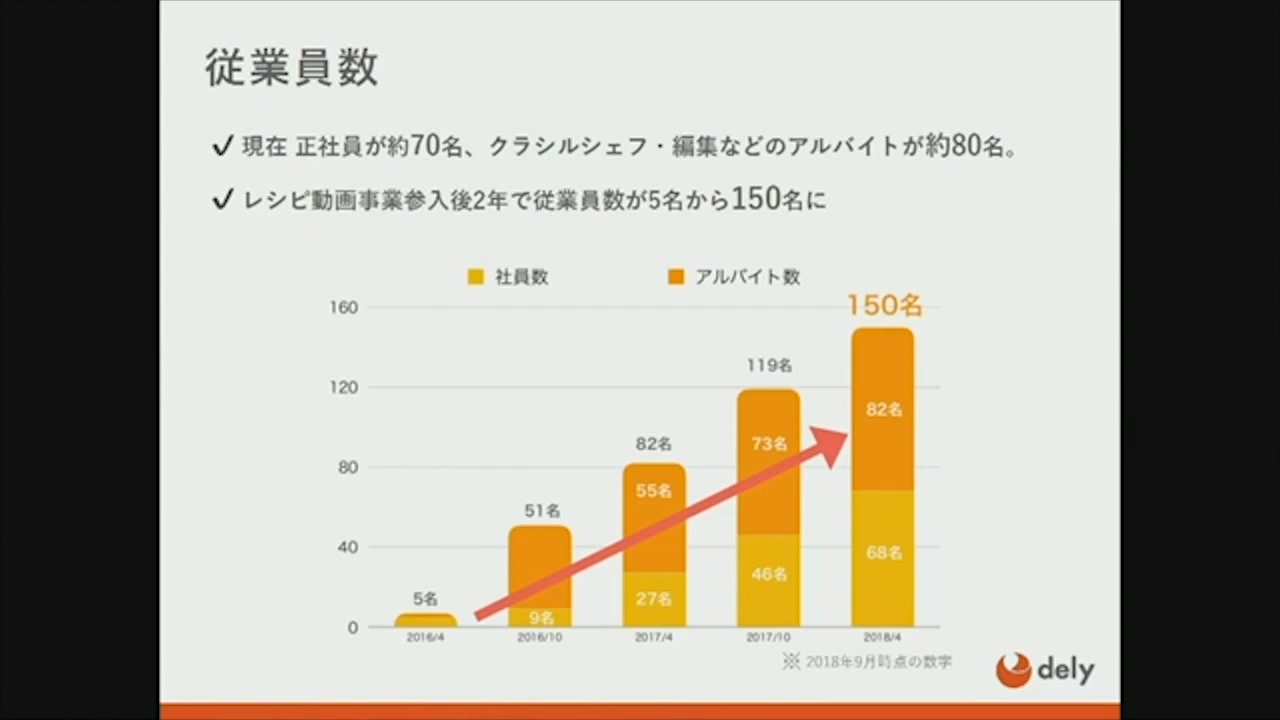 従業員数
✓ 現在 正社員が約70名、クラシルシェフ・編集などのアルバイトが約80名。
✓ レシピ動画事業参入後2年で従業員数が5名から150名に
社員数 アルバイト数
160
120
80
40
0
5名
51名
9名
82名
55名
27名
119名
73名
46名
150名
82名
68名
2016/4 2016/10 2017/4 2017/10 2018/4
※ 2018年9月時点の数字
dely